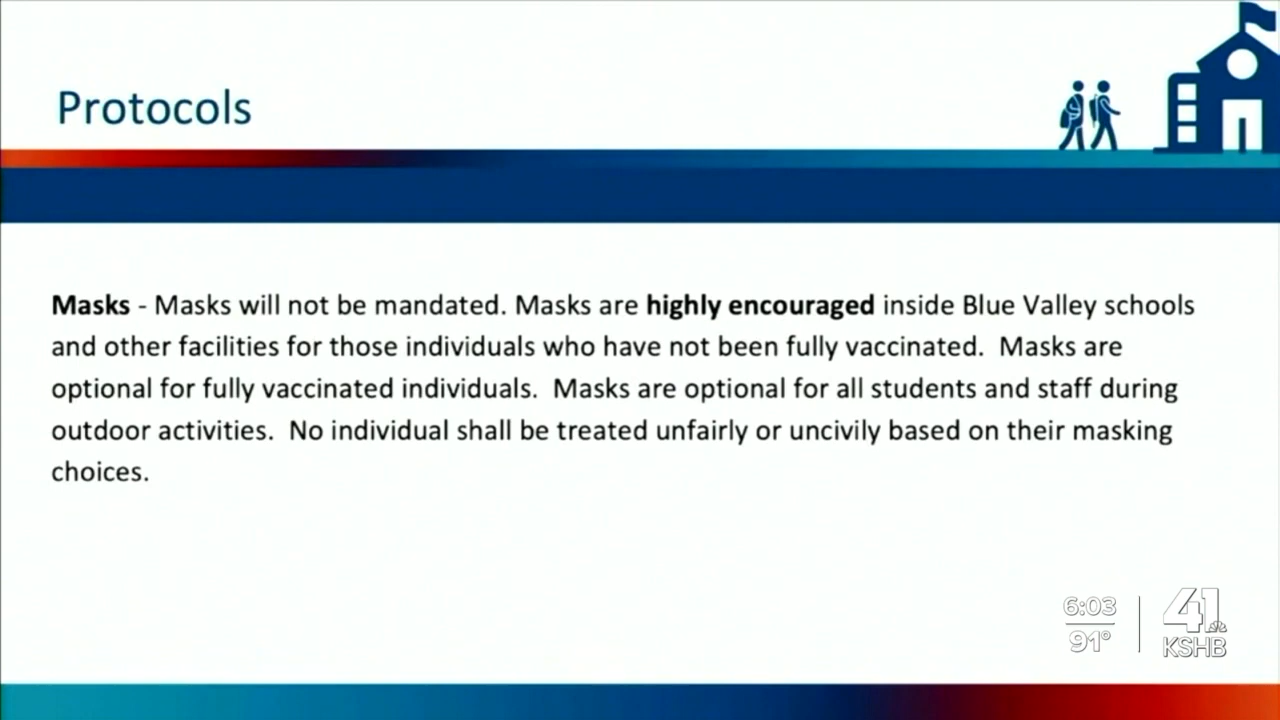 Protocols
Masks - Masks will not be mandated. Masks are highly encouraged inside Blue Valley schools
and other facilities for those individuals who have not been fully vaccinated.  Masks are
optional for fully vaccinated individuals.  Masks are optional for all students and staff during
outdoor activities.  No individual shall be treated unfairly or uncivily based on their masking
choices.
6:03
91°
41
KSHB